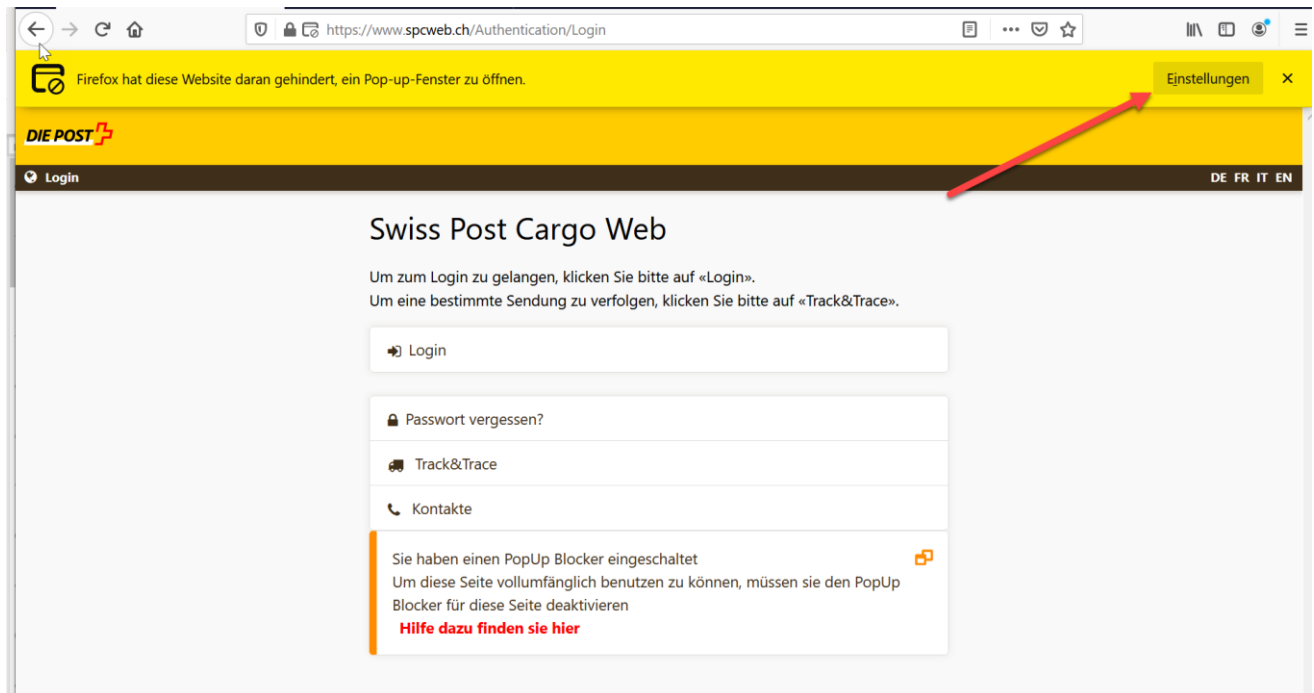 https://www.spcweb.ch/Authentication/Login
Firefox hat diese Website daran gehindert, ein Pop-up-Fenster zu öffnen.
Einstellungen
DIE POST
Login
DE FR IT EN
Swiss Post Cargo Web
Um zum Login zu gelangen, klicken Sie bitte auf «Login».
Um eine bestimmte Sendung zu verfolgen, klicken Sie bitte auf «Track&Trace».
Login
Passwort vergessen?
Track&Trace
Kontakte
Sie haben einen PopUp Blocker eingeschaltet
Um diese Seite vollumfänglich benutzen zu können, müssen sie den PopUp
Blocker für diese Seite deaktivieren
Hilfe dazu finden sie hier